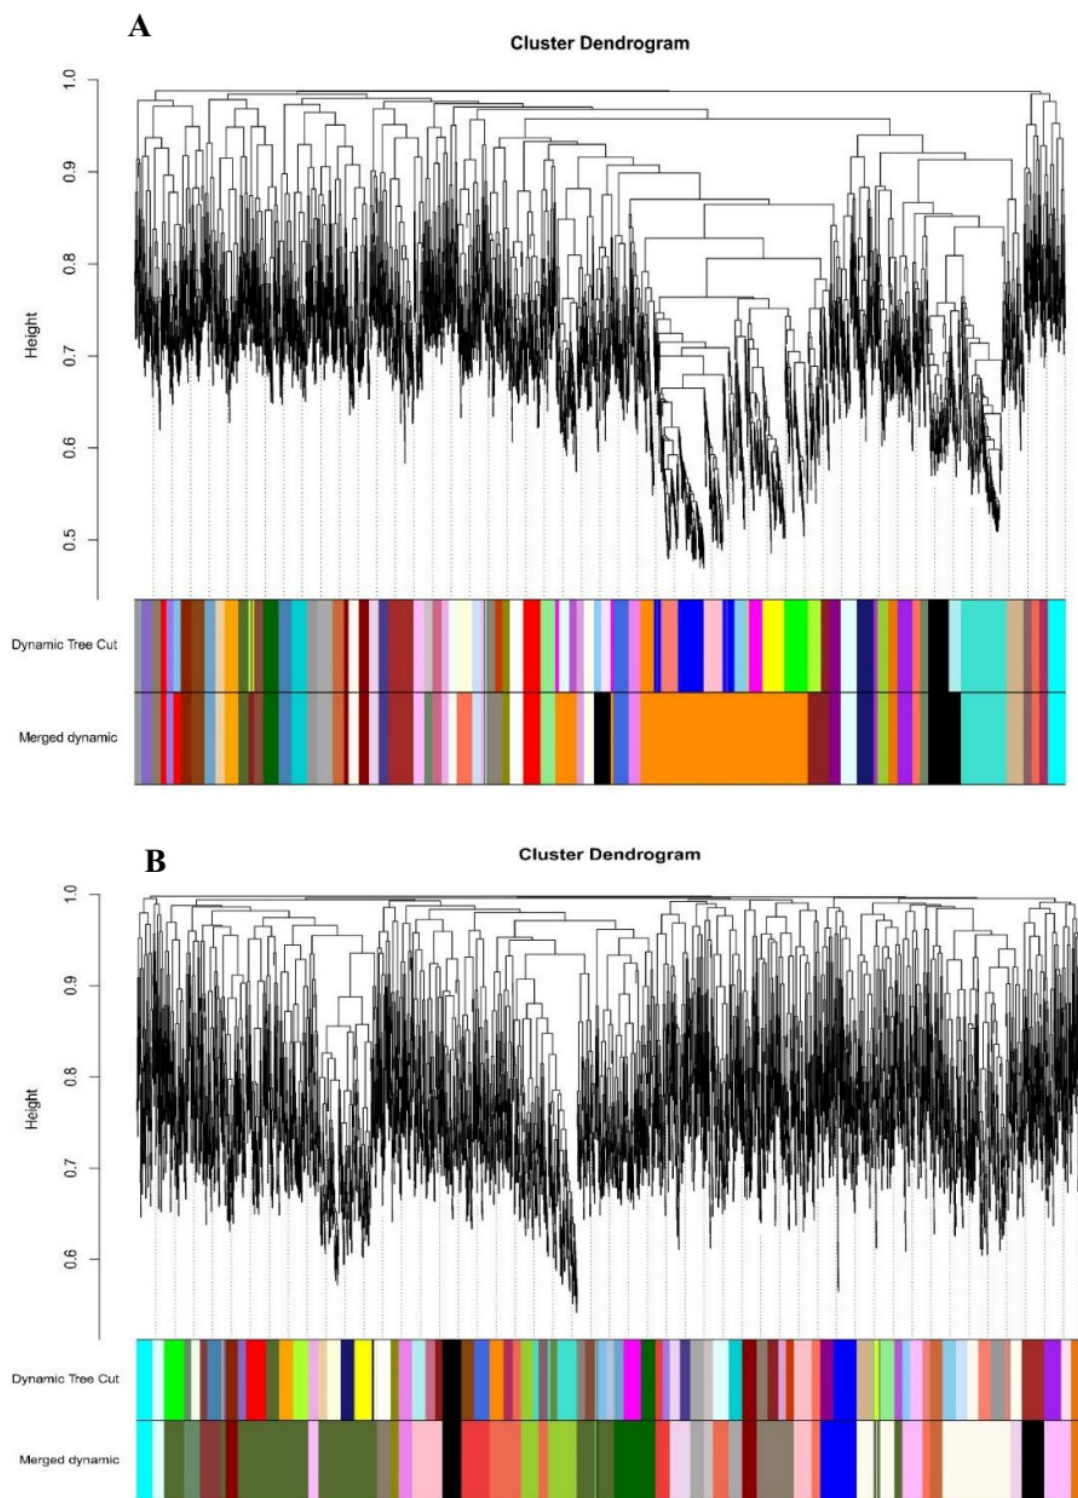 A
Cluster Dendrogram
1.0
0.9
0.8
0.7
0.6
0.5
Height
Dynamic Tree Cut
Merged dynamic
B
Cluster Dendrogram
1.0
0.9
0.8
0.7
0.6
Height
Dynamic Tree Cut
Merged dynamic